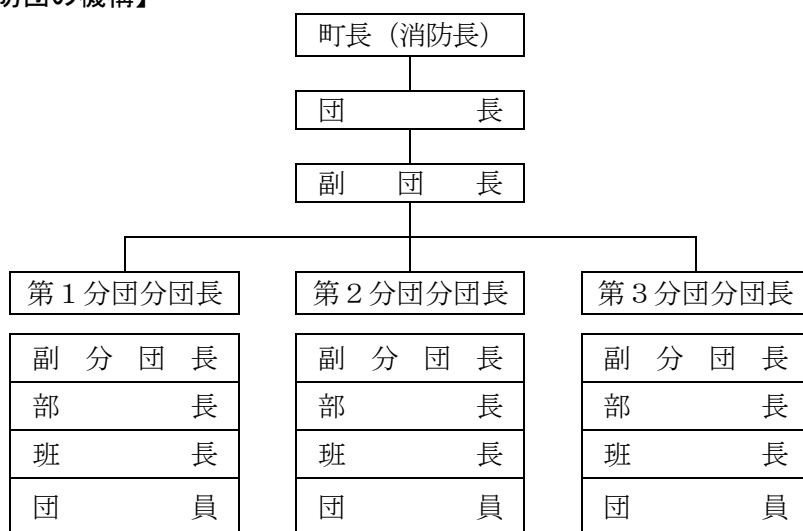 団の機構】
町長（消防長）
団長
副団長
第１分団分団長 第２分団分団長 第３分団分団長
副分団長 副分団長 副分団長
部長 部長 部長
班長 班長 班長
団員 団員 団員